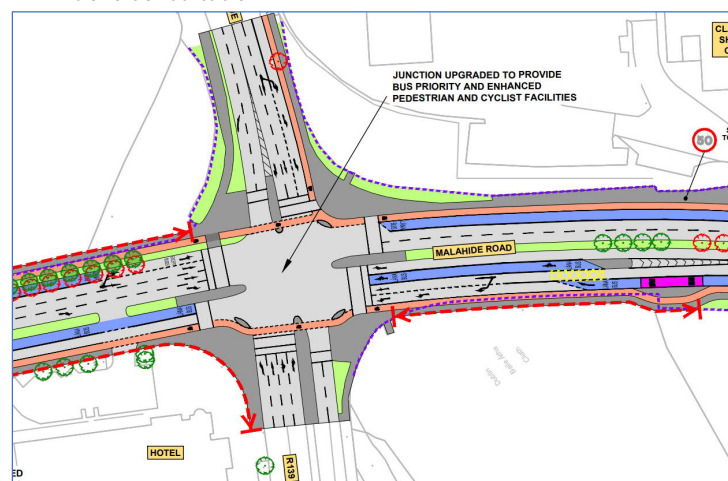 JUNCTION UPGRADED TO PROVIDE
BUS PRIORITY AND ENHANCED
PEDESTRIAN AND CYCLIST FACILITIES
50
MALAHIDE ROAD
HOTEL
R139